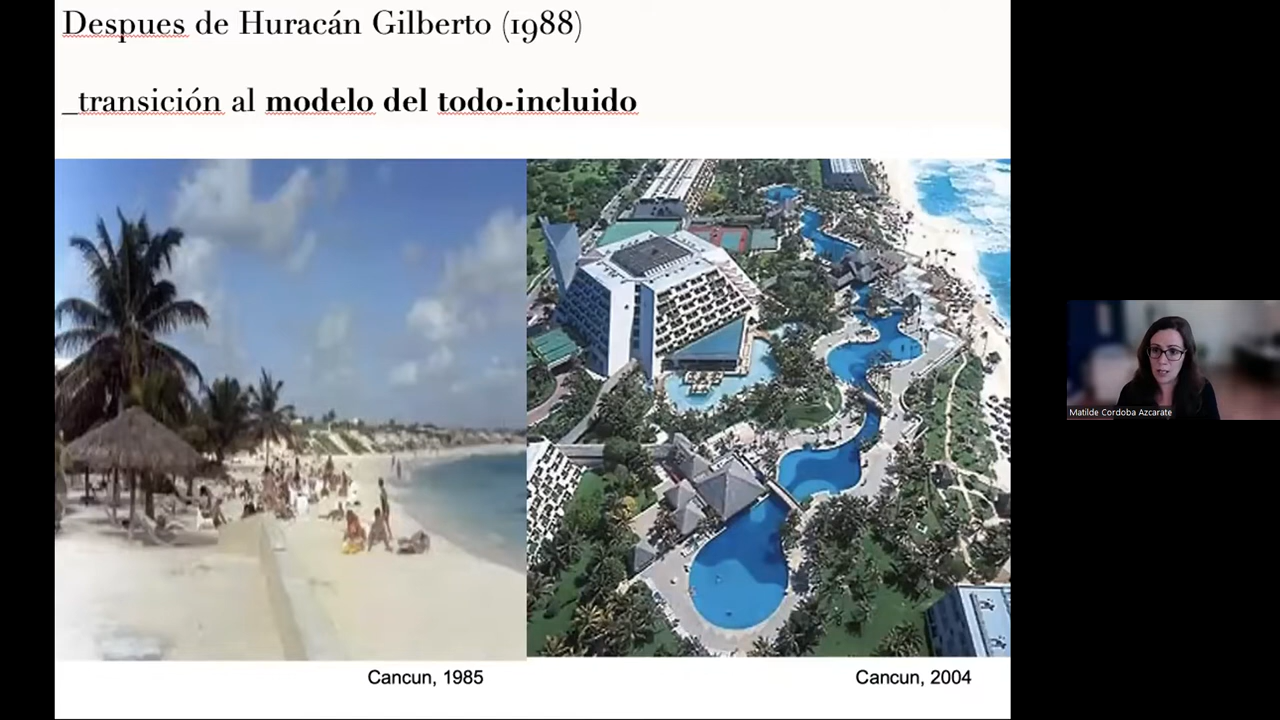 Despues de Huracán Gilberto (1988)
_transición al modelo del todo-incluido
Cancun, 1985
Cancun, 2004
Matilde Cordoba Azcarate